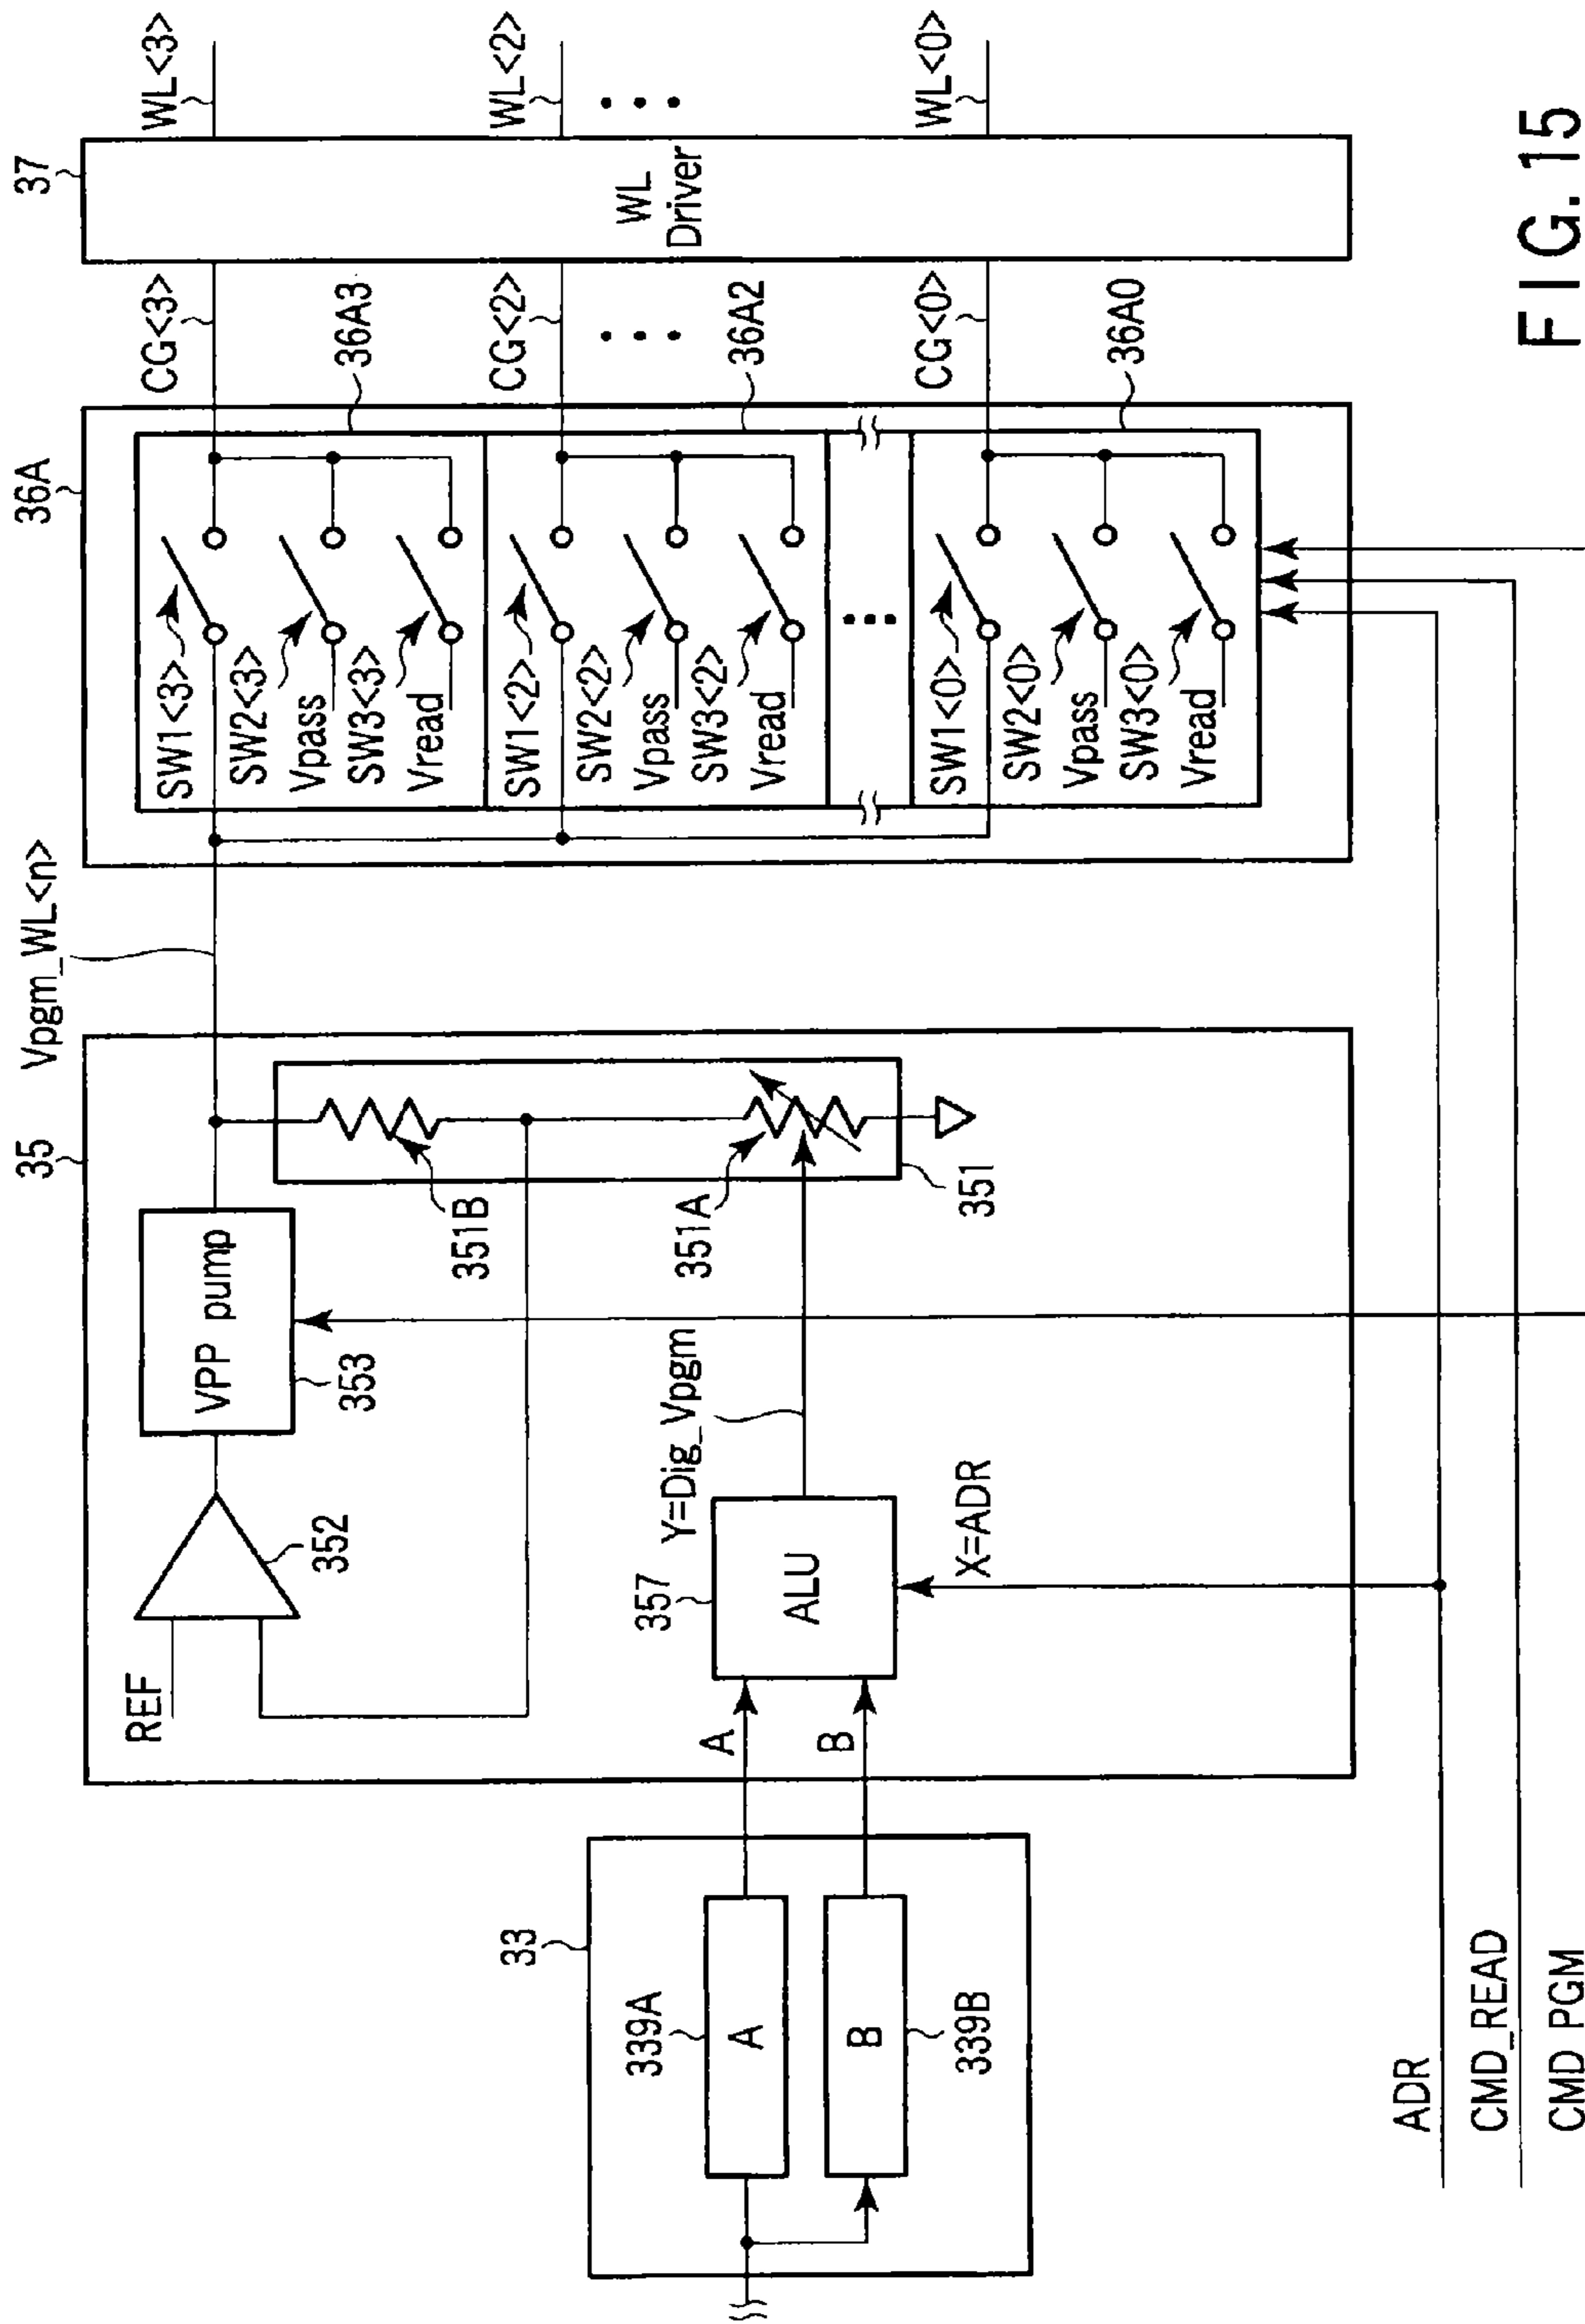 33
339A
A
339B
B
A
B
35
REF
352
VPP pump
353
351B
351A
351
357
ALU
Y=Dig_Vpgm
X=ADR
Vpgm_WL<n>
36A
SW1<3>
SW2<3>
Vpass
SW3<3>
Vread
SW1<2>
SW2<2>
Vpass
SW3<2>
Vread
SW1<0>
SW2<0>
Vpass
SW3<0>
Vread
CG<3>
36A3
CG<2>
36A2
CG<0>
36A0
37
WL
Driver
WL<3>
WL<2>
WL<0>
ADR
CMD_READ
CMD_PGM
FIG. 15